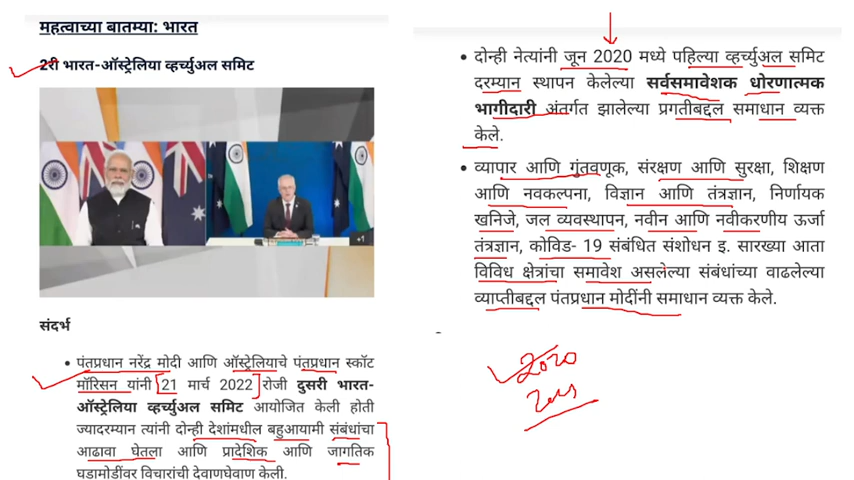 महत्वाच्या बातम्या: भारत
2री भारत-ऑस्ट्रेलिया व्हर्च्युअल समिट
संदर्भ
• पंतप्रधान नरेंद्र मोदी आणि ऑस्ट्रेलियाचे पंतप्रधान स्कॉट
मॉरिसन यांनी 21 मार्च 2022 रोजी दुसरी भारत-
ऑस्ट्रेलिया व्हर्च्युअल समिट आयोजित केली होती
ज्यादरम्यान त्यांनी दोन्ही देशांमधील बहुआयामी संबंधांचा
आढावा घेतला आणि प्रादेशिक आणि जागतिक
घडामोडींवर विचारांची देवाणघेवाण केली.
• दोन्ही नेत्यांनी जून 2020 मध्ये पहिल्या व्हर्च्युअल समिट
दरम्यान स्थापन केलेल्या सर्वसमावेशक धोरणात्मक
भागीदारी अंतर्गत झालेल्या प्रगतीबद्दल समाधान व्यक्त
केले.
• व्यापार आणि गुंतवणूक, संरक्षण आणि सुरक्षा, शिक्षण
आणि नवकल्पना, विज्ञान आणि तंत्रज्ञान, निर्णायक
खनिजे, जल व्यवस्थापन, नवीन आणि नवीकरणीय ऊर्जा
तंत्रज्ञान, कोविड- 19 संबंधित संशोधन इ. सारख्या आता
विविध क्षेत्रांचा समावेश असलेल्या संबंधांच्या वाढलेल्या
व्याप्तीबद्दल पंतप्रधान मोदींनी समाधान व्यक्त केले.
2020